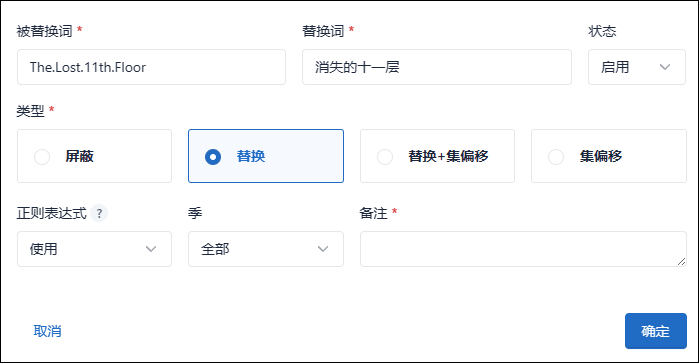 被替换词 * 替换词 * 状态
The.Lost.11th.Floor 消失的十一层 启用
类型 *
屏蔽 替换 替换+集偏移 集偏移
正则表达式 ? 季 备注 *
使用 全部
取消 确定